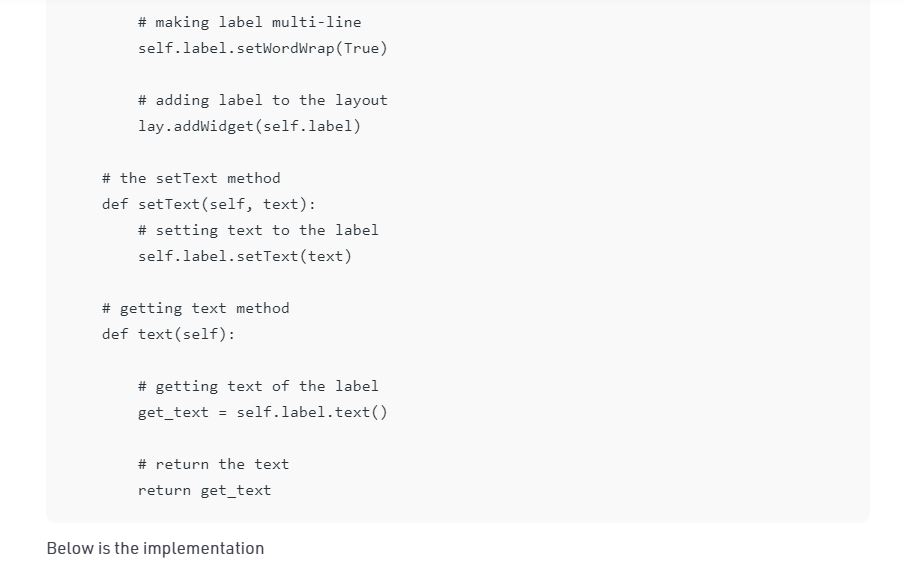 # making label multi-line
self.label.setWordWrap(True)
# adding label to the layout
lay.addWidget(self.label)
# the setText method
def setText(self, text):
# setting text to the label
self.label.setText(text)
# getting text method
def text(self):
# getting text of the label
get_text = self.label.text()
# return the text
return get_text
Below is the implementation